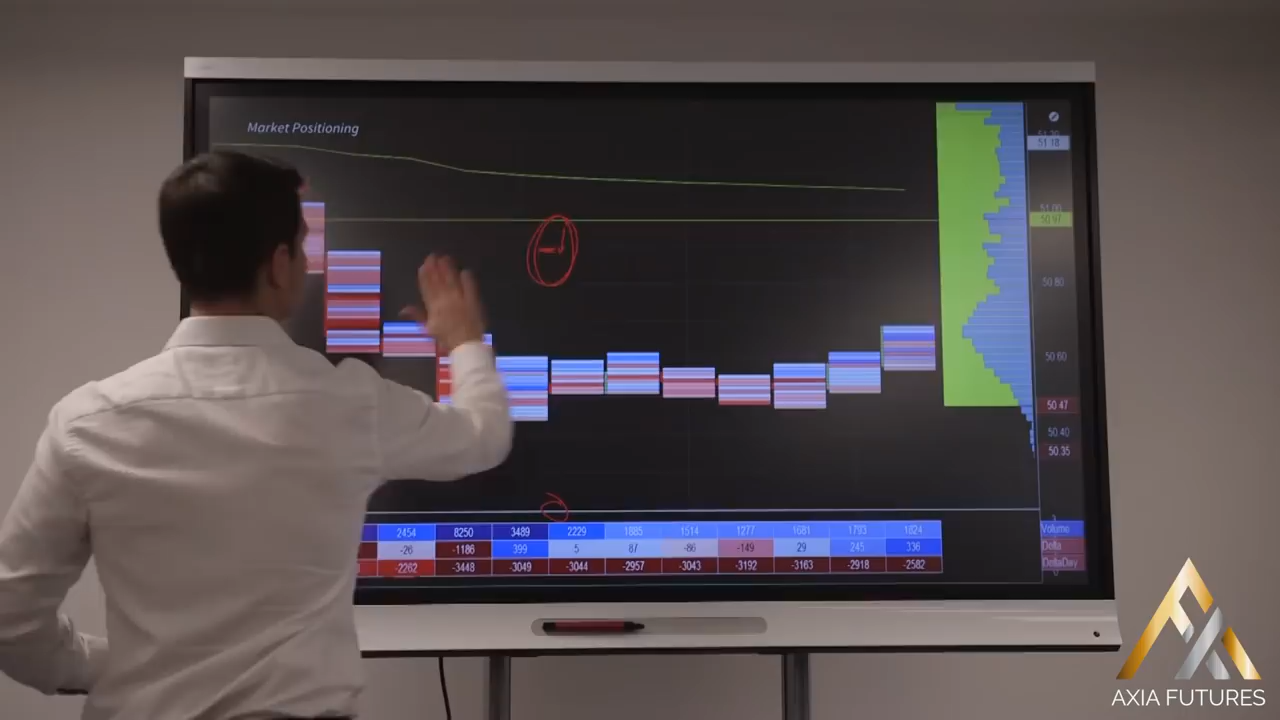 Market Positioning
51.18
51.00
50.97
50.80
50.60
50.47
50.40
50.35
2454 8250 3489 2229 1885 1514 1277 1681 1793 1824 Volume
-26 -1186 399 5 87 -86 -149 29 245 336 Delta
-2262 -3448 -3049 -3044 -2957 -3043 -3192 -3163 -2918 -2582 DeltaDay
AXIA FUTURES